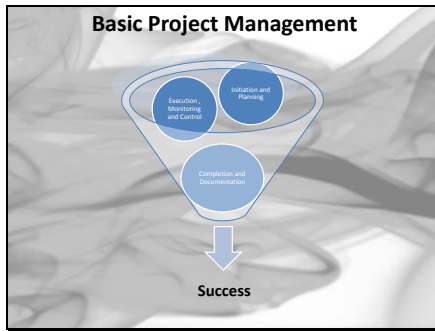 Basic Project Management
Initiation and
Planning
Execution ,
Monitoring
and Control
Completion and
Documentation
Success